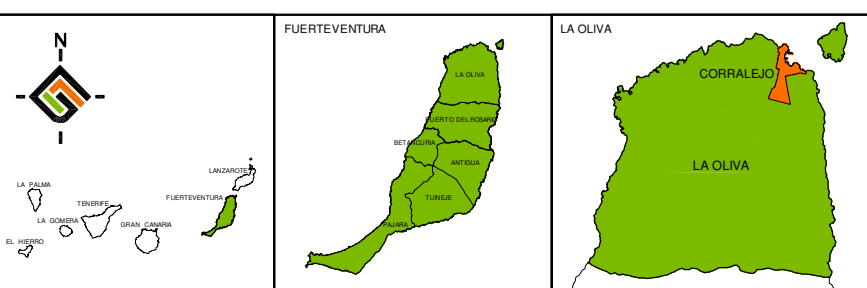 N
LA PALMA
LANZAROTE
FUERTEVENTURA
TENERIFE
LA GOMERA
GRAN CANARIA
EL HIERRO
FUERTEVENTURA
LA OLIVA
PUERTO DEL ROSARIO
BETANCURIA
ANTIGUA
TUINEJE
PAJARA
LA OLIVA
CORRALEJO
LA OLIVA